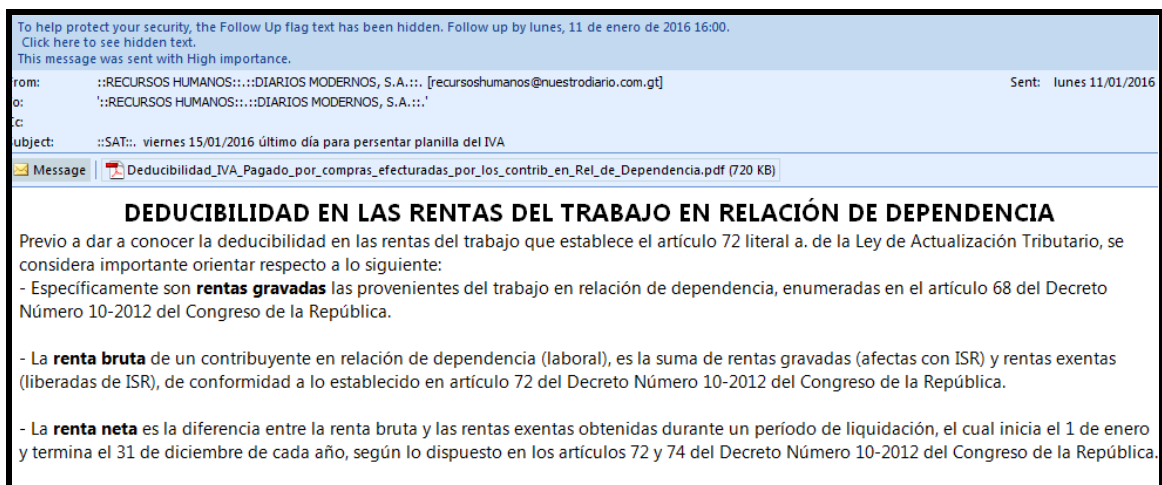 To help protect your security, the Follow Up flag text has been hidden. Follow up by lunes, 11 de enero de 2016 16:00.
Click here to see hidden text.
This message was sent with High importance.
rom: ::RECURSOS HUMANOS::.::DIARIOS MODERNOS, S.A.::. [recursoshumanos@nuestrodiario.com.gt] Sent: lunes 11/01/2016
o: '::RECURSOS HUMANOS::.::DIARIOS MODERNOS, S.A.::.'
c:
ubject: ::SAT::. viernes 15/01/2016 último día para persentar planilla del IVA
Message Deducibilidad_IVA_Pagado_por_compras_efecturadas_por_los_contrib_en_Rel_de_Dependencia.pdf (720 KB)
DEDUCIBILIDAD EN LAS RENTAS DEL TRABAJO EN RELACIÓN DE DEPENDENCIA
Previo a dar a conocer la deducibilidad en las rentas del trabajo que establece el artículo 72 literal a. de la Ley de Actualización Tributario, se
considera importante orientar respecto a lo siguiente:
- Específicamente son rentas gravadas las provenientes del trabajo en relación de dependencia, enumeradas en el artículo 68 del Decreto
Número 10-2012 del Congreso de la República.
- La renta bruta de un contribuyente en relación de dependencia (laboral), es la suma de rentas gravadas (afectas con ISR) y rentas exentas
(liberadas de ISR), de conformidad a lo establecido en artículo 72 del Decreto Número 10-2012 del Congreso de la República.
- La renta neta es la diferencia entre la renta bruta y las rentas exentas obtenidas durante un período de liquidación, el cual inicia el 1 de enero
y termina el 31 de diciembre de cada año, según lo dispuesto en los artículos 72 y 74 del Decreto Número 10-2012 del Congreso de la República.